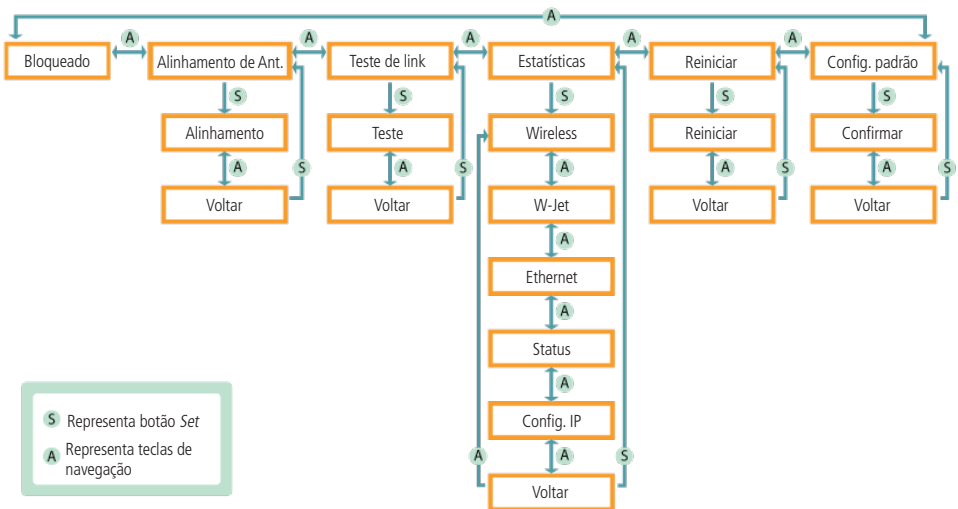 A
A
A
A
A
A
Bloqueado
Alinhamento de Ant.
Teste de link
Estatísticas
Reiniciar
Config. padrão
S
S
S
S
S
Alinhamento
Teste
Wireless
Reiniciar
Confirmar
A
S
A
S
A
A
S
A
S
Voltar
Voltar
W-Jet
Voltar
Voltar
A
Ethernet
A
Status
A
Config. IP
A
A
S
Voltar
S Representa botão Set
A Representa teclas de
navegação